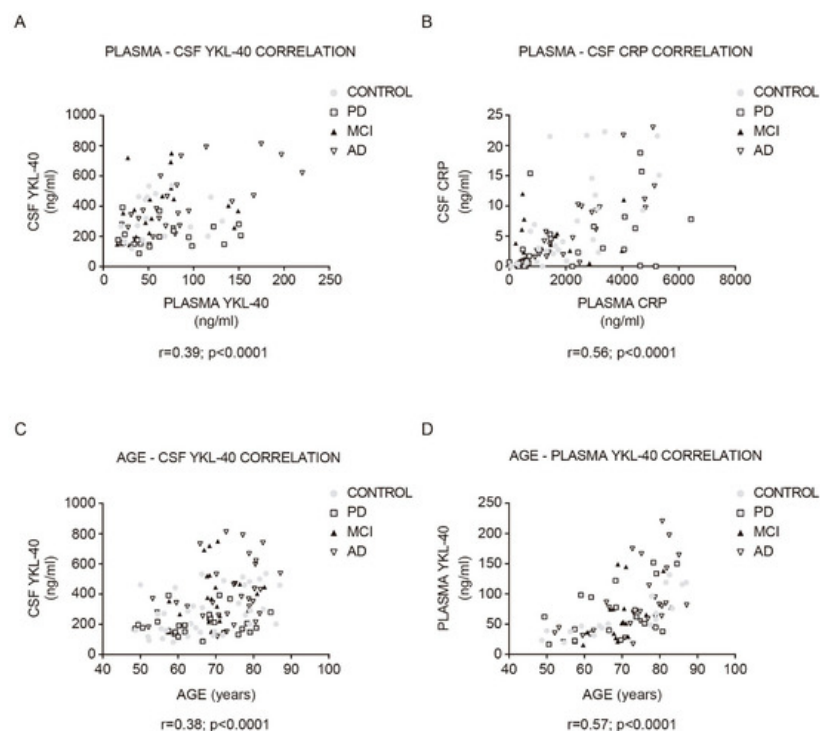 A
PLASMA - CSF YKL-40 CORRELATION
CONTROL
PD
MCI
AD
1000
800
600
400
200
0
CSF YKL-40
(ng/ml)
0 50 100 150 200 250
PLASMA YKL-40
(ng/ml)
r=0.39; p<0.0001
B
PLASMA - CSF CRP CORRELATION
CONTROL
PD
MCI
AD
25
20
15
10
5
0
CSF CRP
(ng/ml)
0 2000 4000 6000 8000
PLASMA CRP
(ng/ml)
r=0.56; p<0.0001
C
AGE - CSF YKL-40 CORRELATION
CONTROL
PD
MCI
AD
1000
800
600
400
200
0
CSF YKL-40
(ng/ml)
40 50 60 70 80 90 100
AGE (years)
r=0.38; p<0.0001
D
AGE - PLASMA YKL-40 CORRELATION
CONTROL
PD
MCI
AD
250
200
150
100
50
0
PLASMA YKL-40
(ng/ml)
40 50 60 70 80 90 100
AGE (years)
r=0.57; p<0.0001